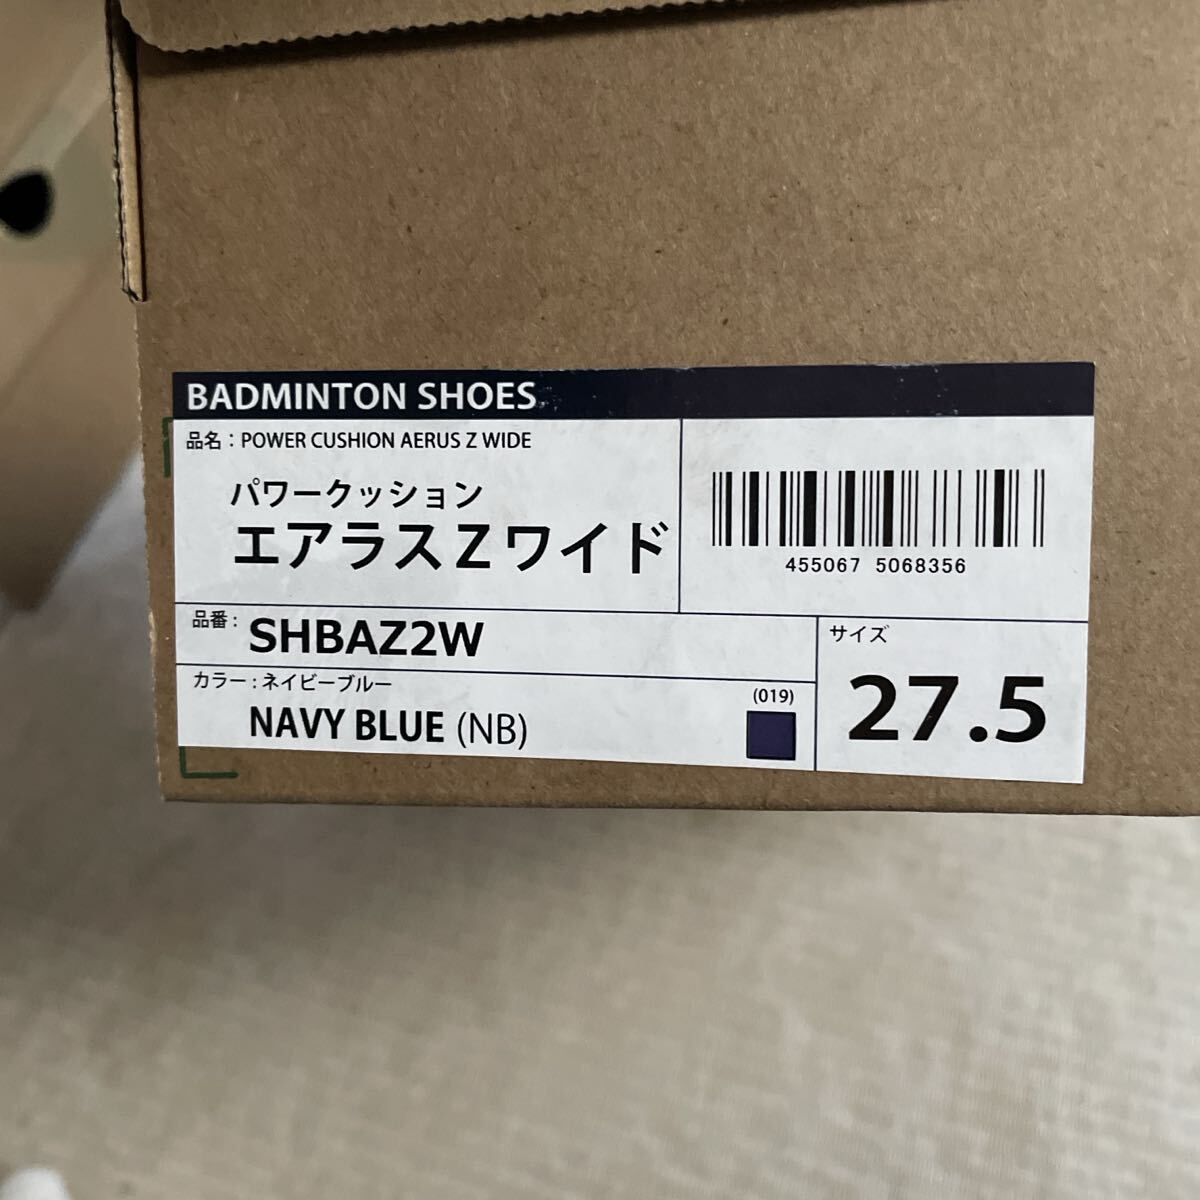 BADMINTON SHOES
品名：POWER CUSHION AERUS Z WIDE
パワークッション
エアラスZワイド
455067 5068356
品番：SHBAZ2W
カラー：ネイビーブルー
NAVY BLUE (NB)
(019)
サイズ
27.5